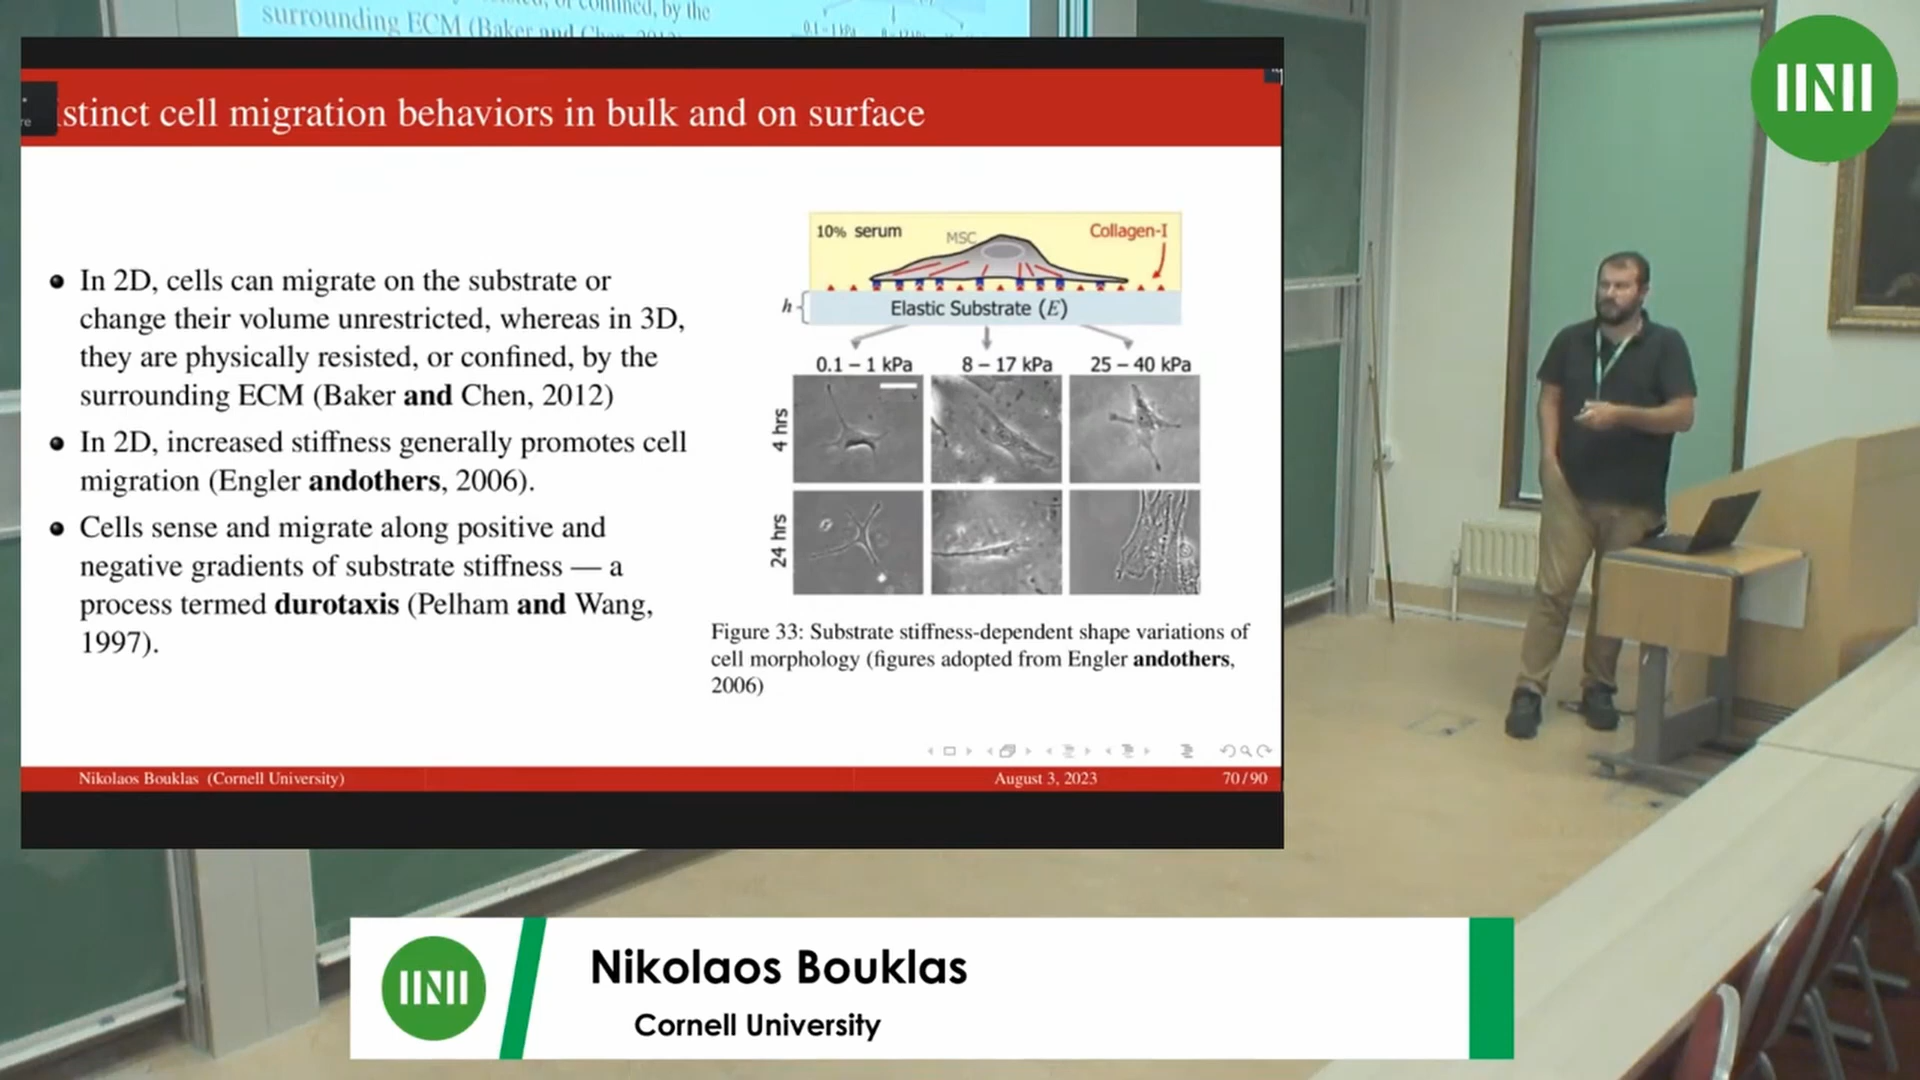 surrounding ECM (Baker and Chen, 2012)
stinct cell migration behaviors in bulk and on surface
• In 2D, cells can migrate on the substrate or
change their volume unrestricted, whereas in 3D,
they are physically resisted, or confined, by the
surrounding ECM (Baker and Chen, 2012)
• In 2D, increased stiffness generally promotes cell
migration (Engler andothers, 2006).
• Cells sense and migrate along positive and
negative gradients of substrate stiffness — a
process termed durotaxis (Pelham and Wang,
1997).
10% serum MSC Collagen-I
h Elastic Substrate (E)
0.1 – 1 kPa 8 – 17 kPa 25 – 40 kPa
4 hrs
24 hrs
Figure 33: Substrate stiffness-dependent shape variations of
cell morphology (figures adopted from Engler andothers,
2006)
Nikolaos Bouklas (Cornell University) August 3, 2023 70/90
Nikolaos Bouklas
Cornell University